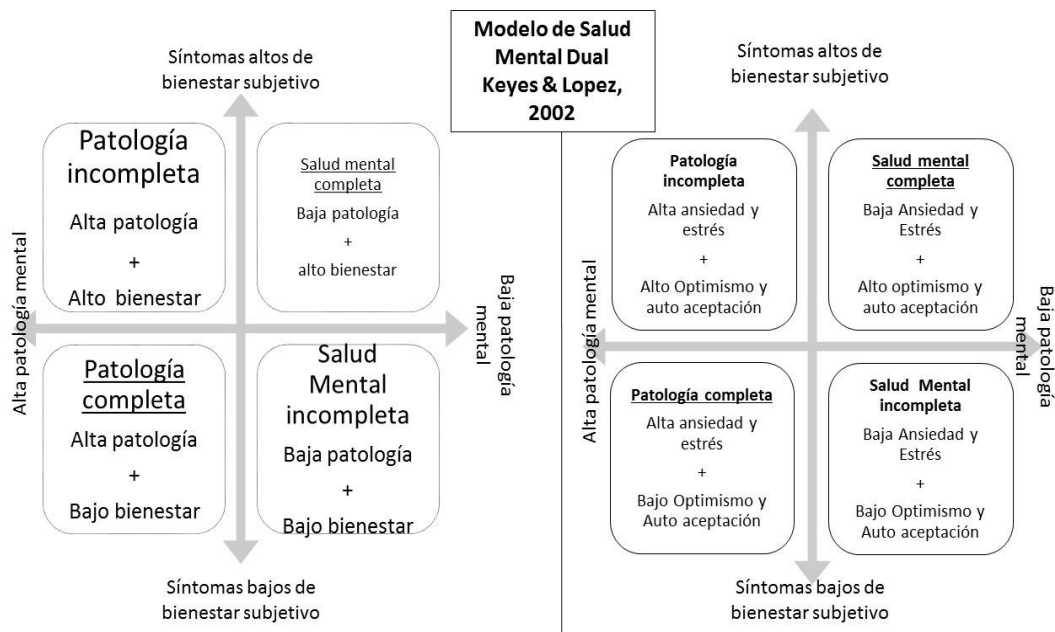 Modelo de Salud
Mental Dual
Keyes & Lopez,
2002
Síntomas altos de
bienestar subjetivo
Patología
incompleta
Alta patología
+
Alto bienestar
Salud mental
completa
Baja patología
+
alto bienestar
Alta patología mental
Baja patología
mental
Patología
completa
Alta patología
+
Bajo bienestar
Salud
Mental
incompleta
Baja patología
+
Bajo bienestar
Síntomas bajos de
bienestar subjetivo
Síntomas altos de
bienestar subjetivo
Patología
incompleta
Alta ansiedad y
estrés
+
Alto Optimismo y
auto aceptación
Salud mental
completa
Baja Ansiedad y
Estrés
+
Alto optimismo y
auto aceptación
Alta patología mental
Baja patología
mental
Patología completa
Alta ansiedad y
estrés
+
Bajo Optimismo y
Auto aceptación
Salud Mental
incompleta
Baja Ansiedad y
Estrés
+
Bajo Optimismo y
Auto aceptación
Síntomas bajos de
bienestar subjetivo